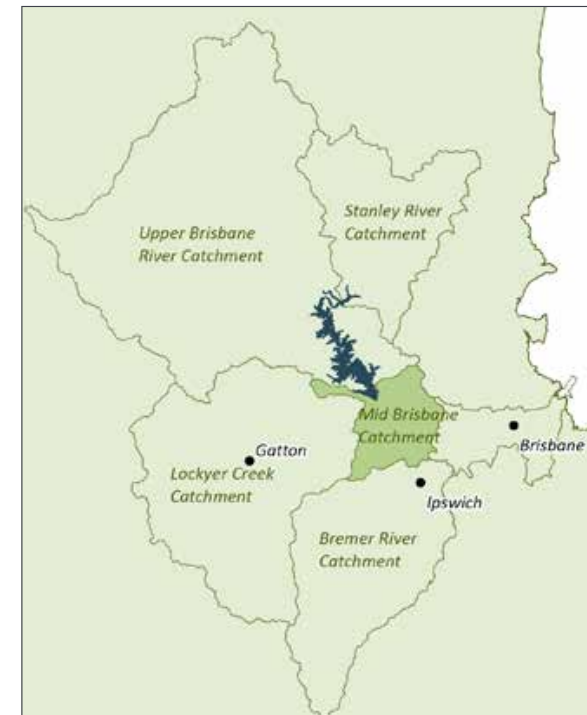 Stanley River
Catchment
Upper Brisbane
River Catchment
Mid Brisbane
Catchment
Brisbane
Gatton
Lockyer Creek
Catchment
Ipswich
Bremer River
Catchment